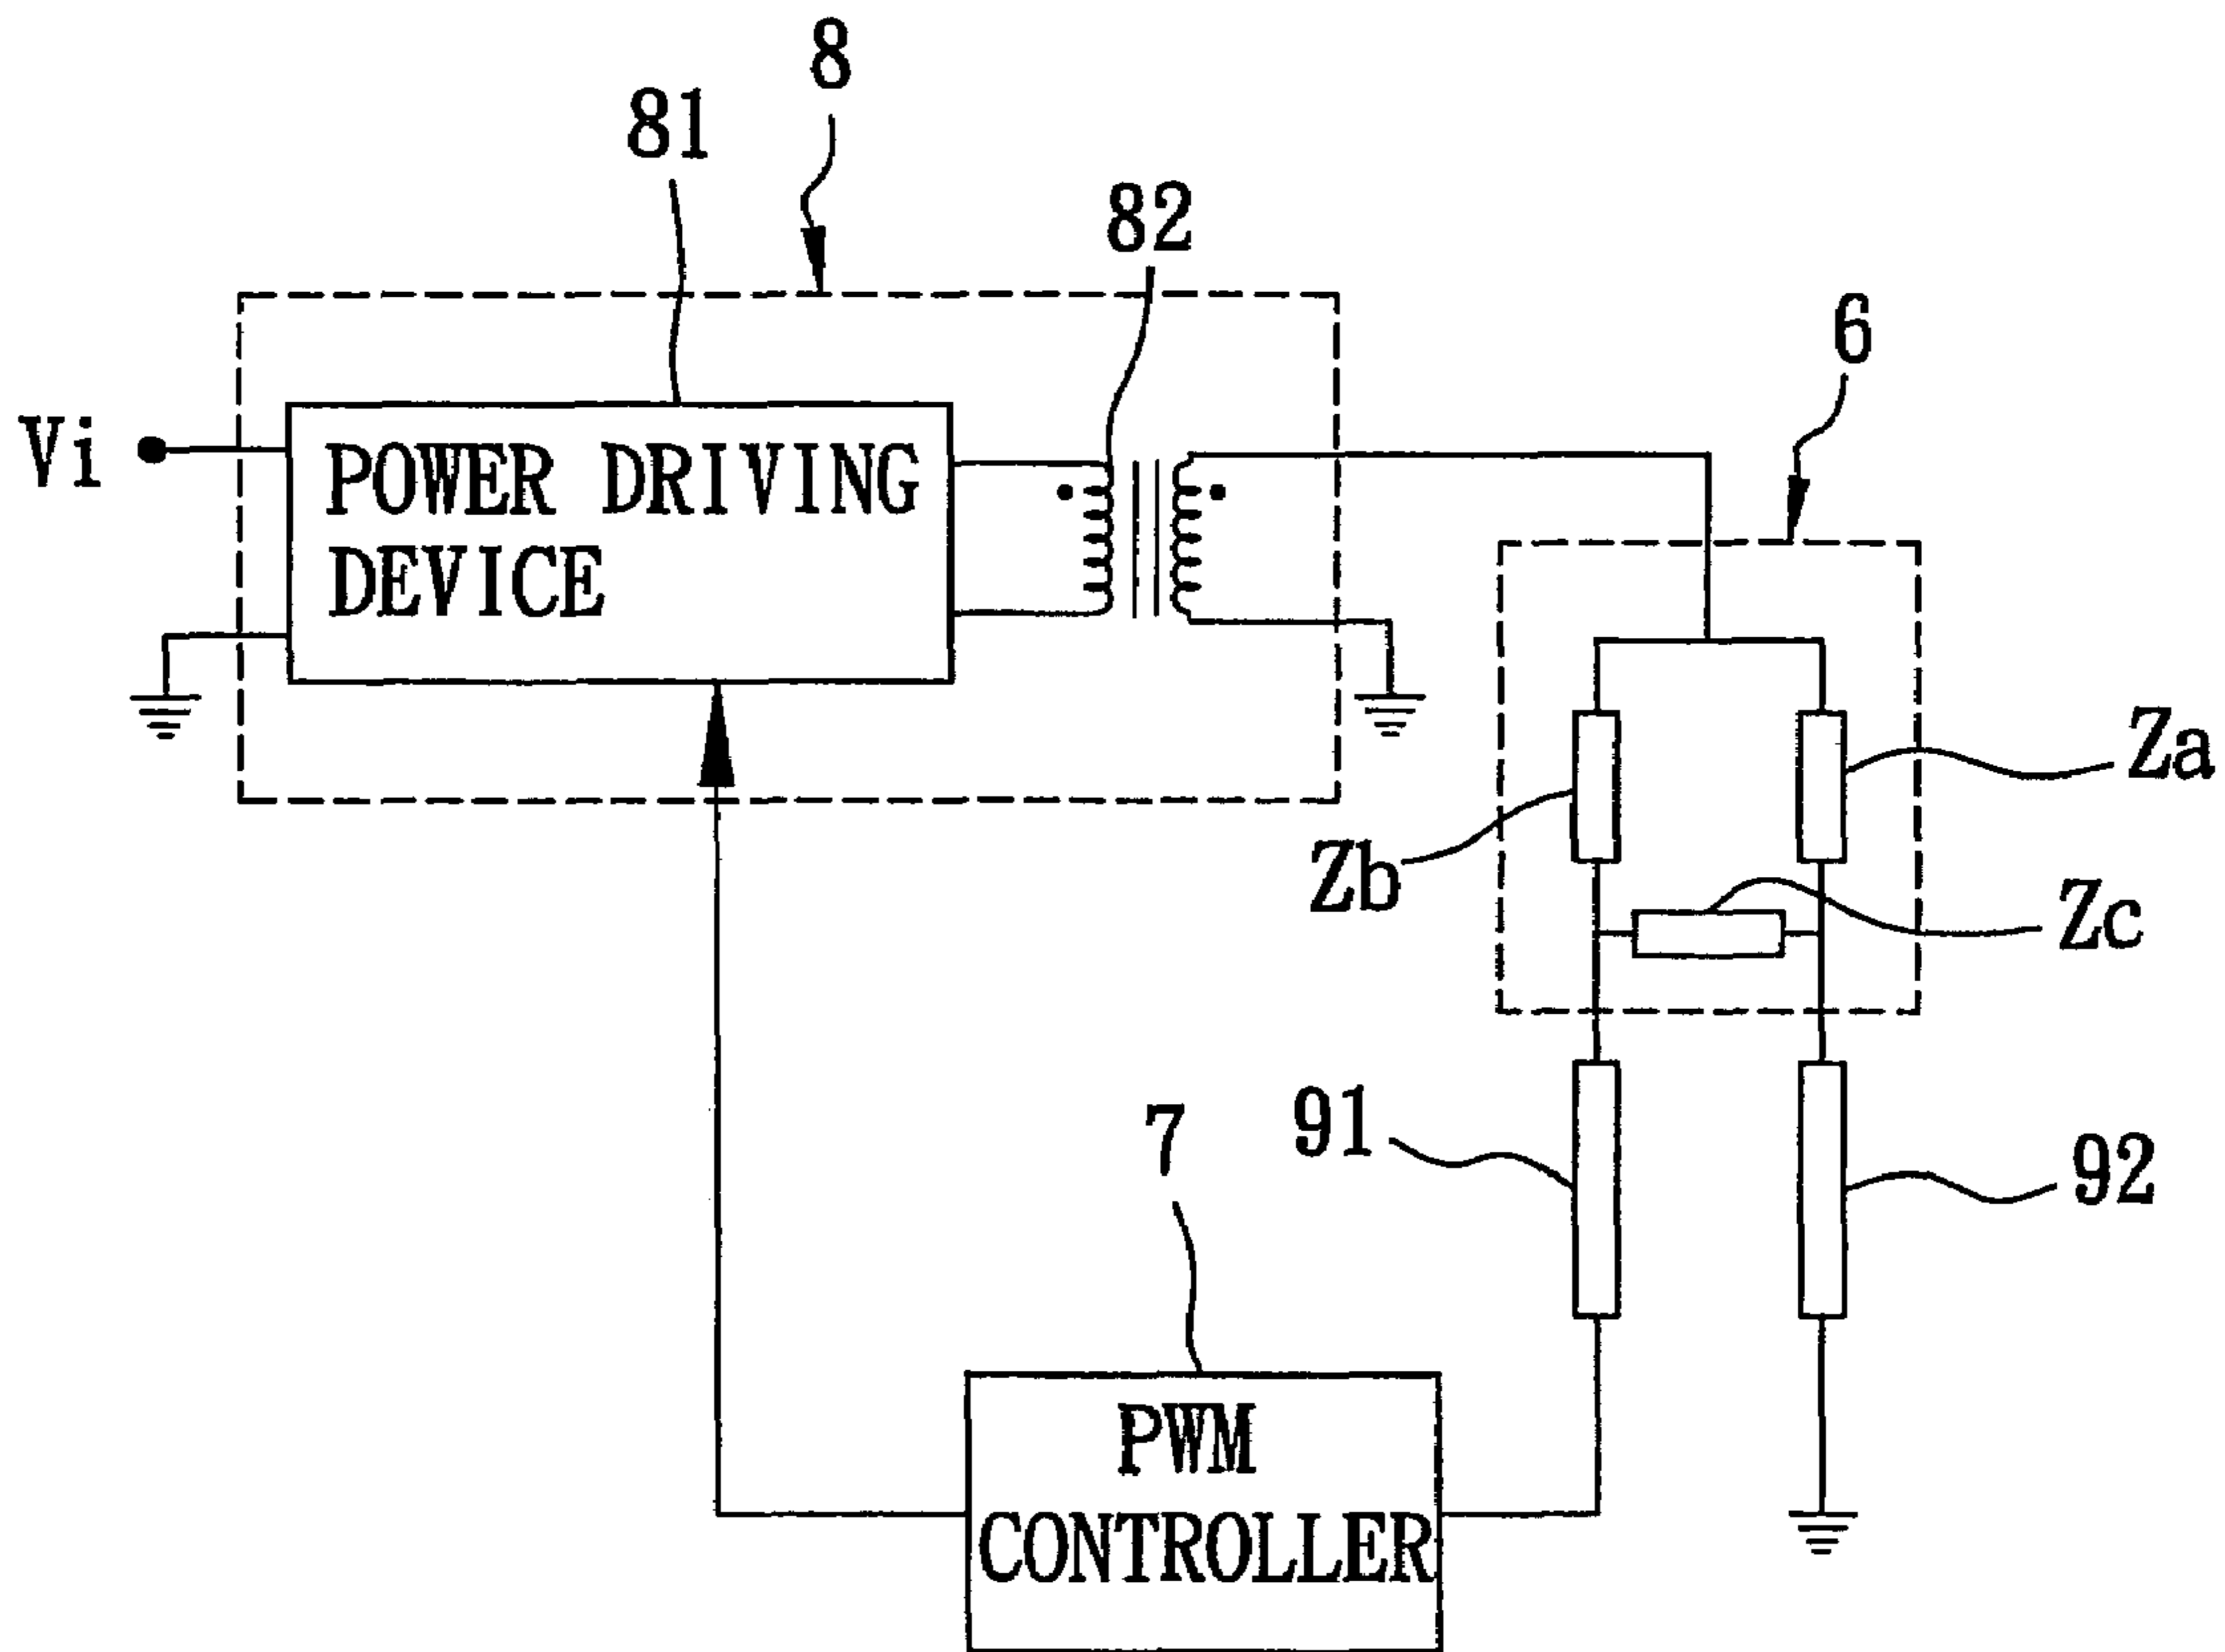 8
81
82
6
Vi
POWER DRIVING
DEVICE
Za
Zb
Zc
7
91
92
PWM
CONTROLLER